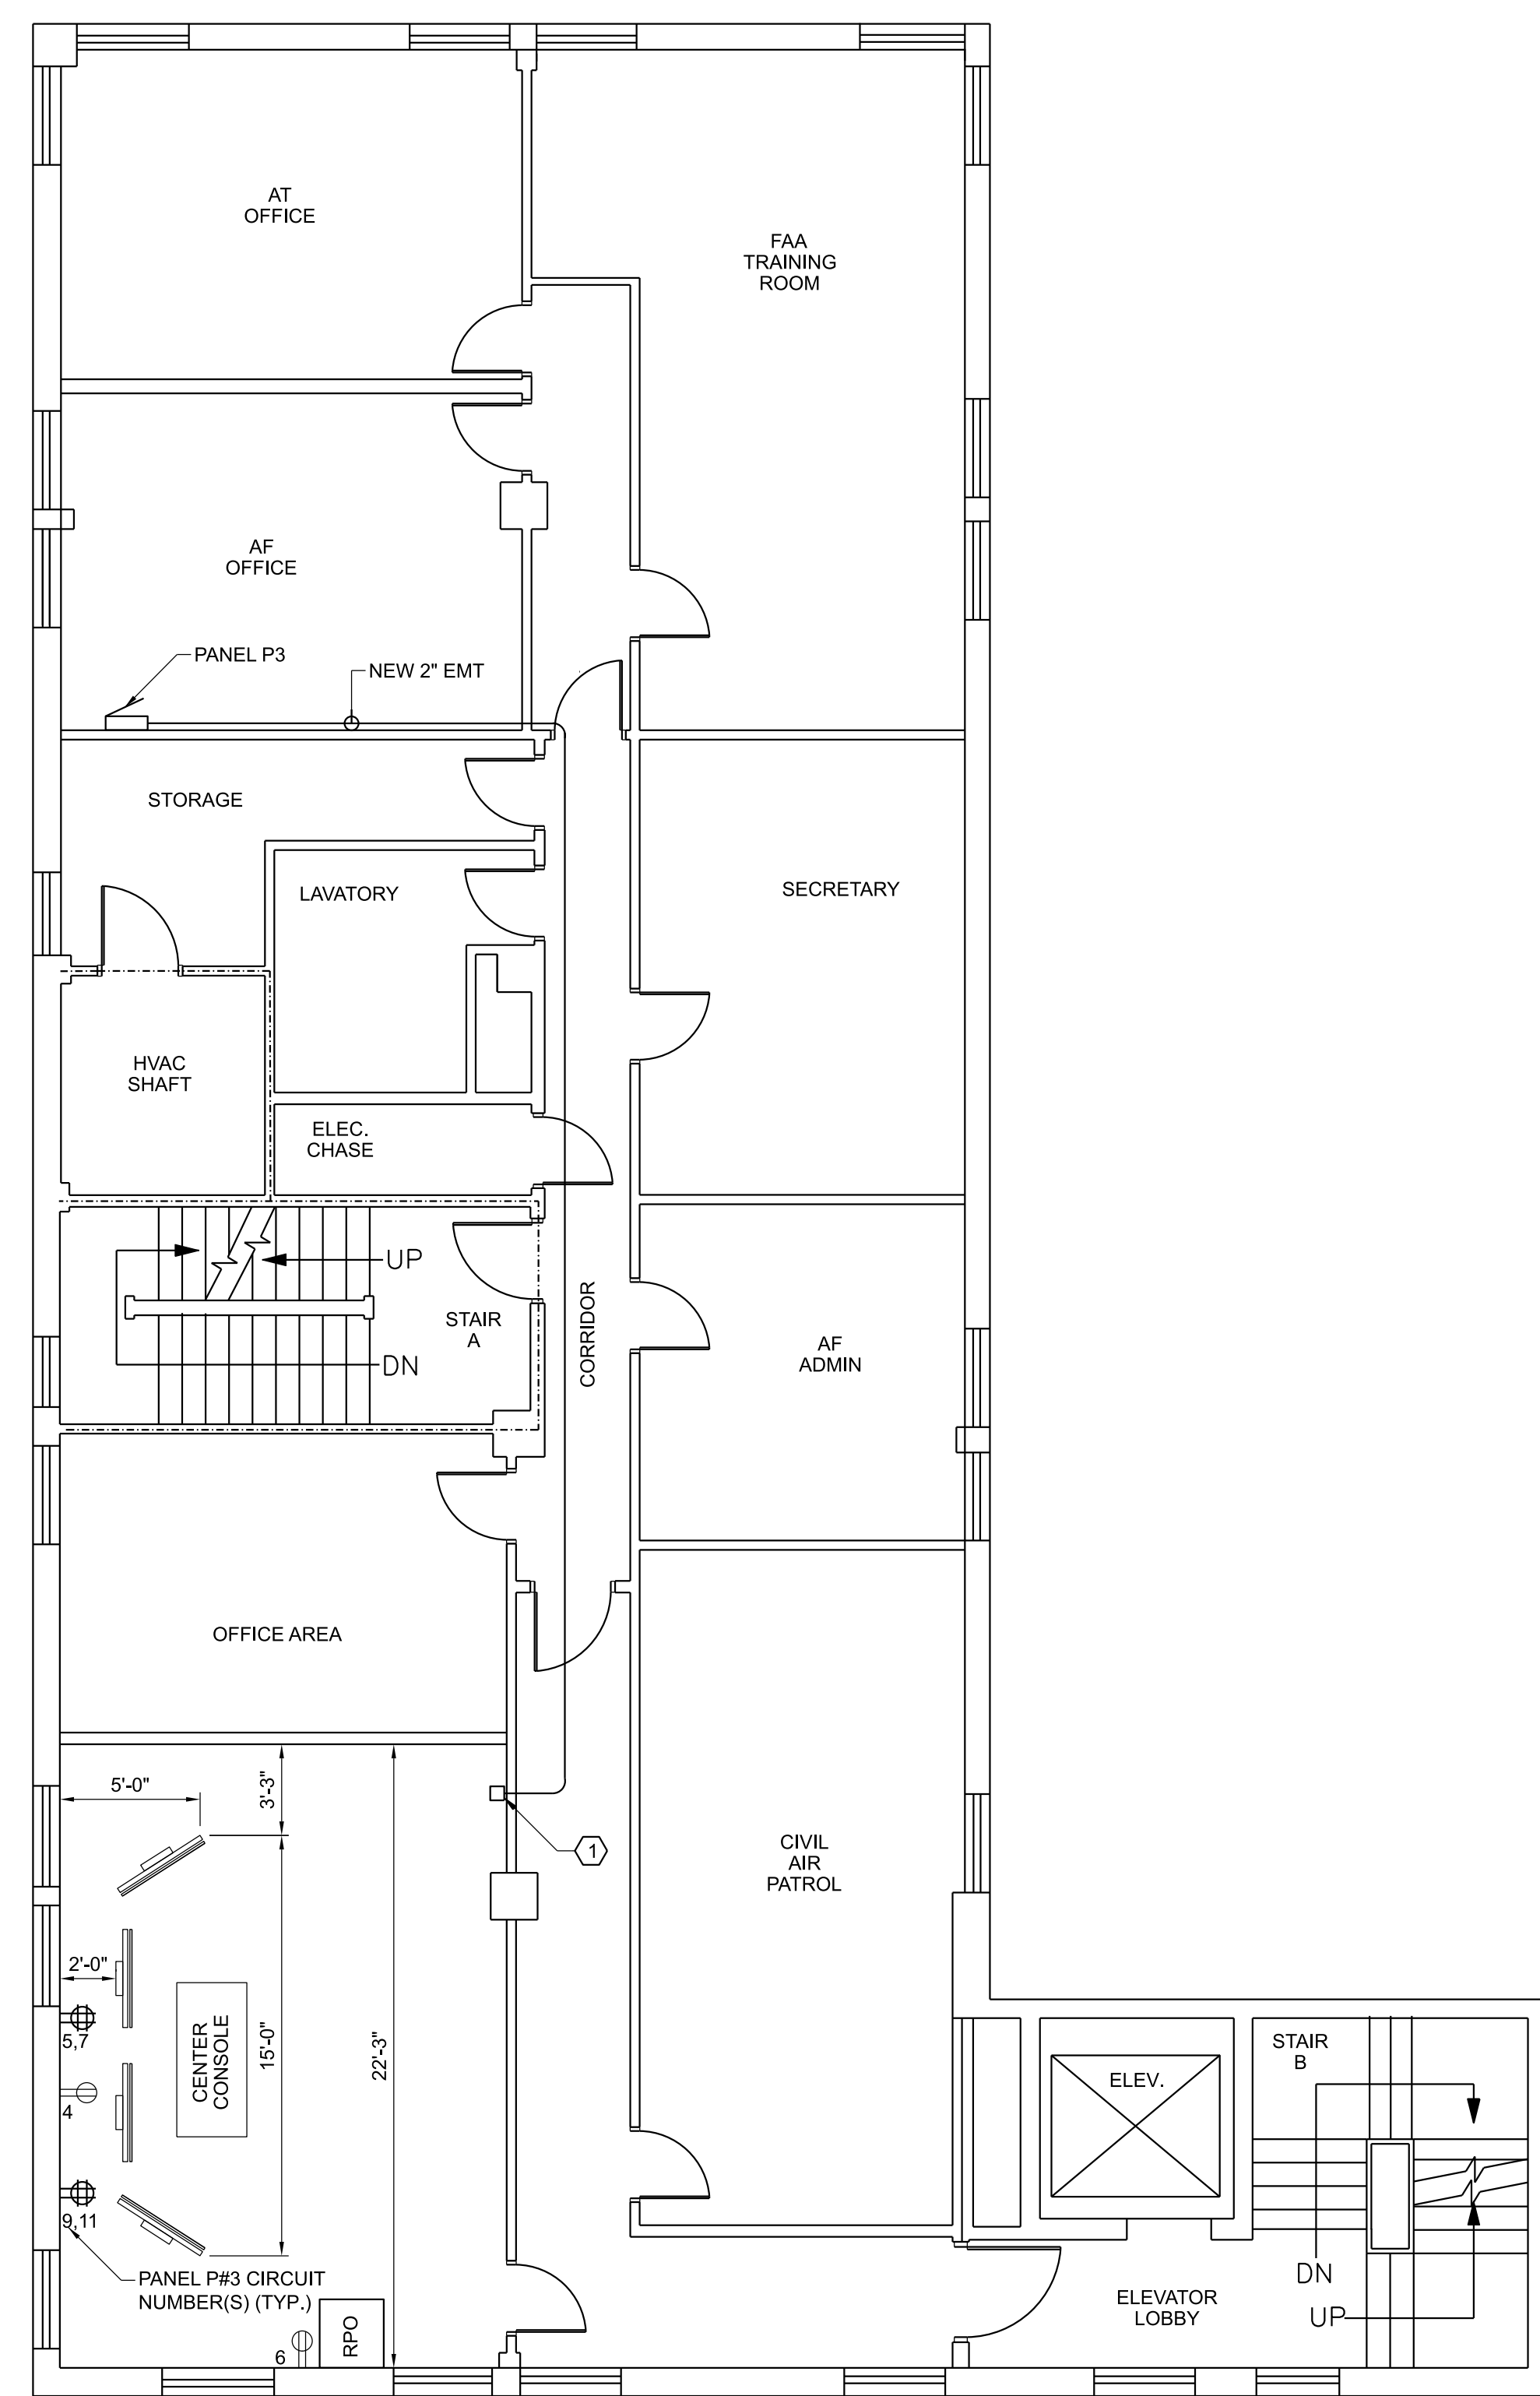 AT
OFFICE
FAA
TRAINING
ROOM
AF
OFFICE
PANEL P3
NEW 2" EMT
STORAGE
LAVATORY
SECRETARY
HVAC
SHAFT
ELEC.
CHASE
UP
STAIR
A
DN
CORRIDOR
AF
ADMIN
OFFICE AREA
5'-0"
3'-3"
1
CIVIL
AIR
PATROL
2'-0"
5,7
CENTER
CONSOLE
15'-0"
22'-3"
4
9,11
PANEL P#3 CIRCUIT
NUMBER(S) (TYP.)
6
RPO
ELEV.
STAIR
B
DN
UP
ELEVATOR
LOBBY